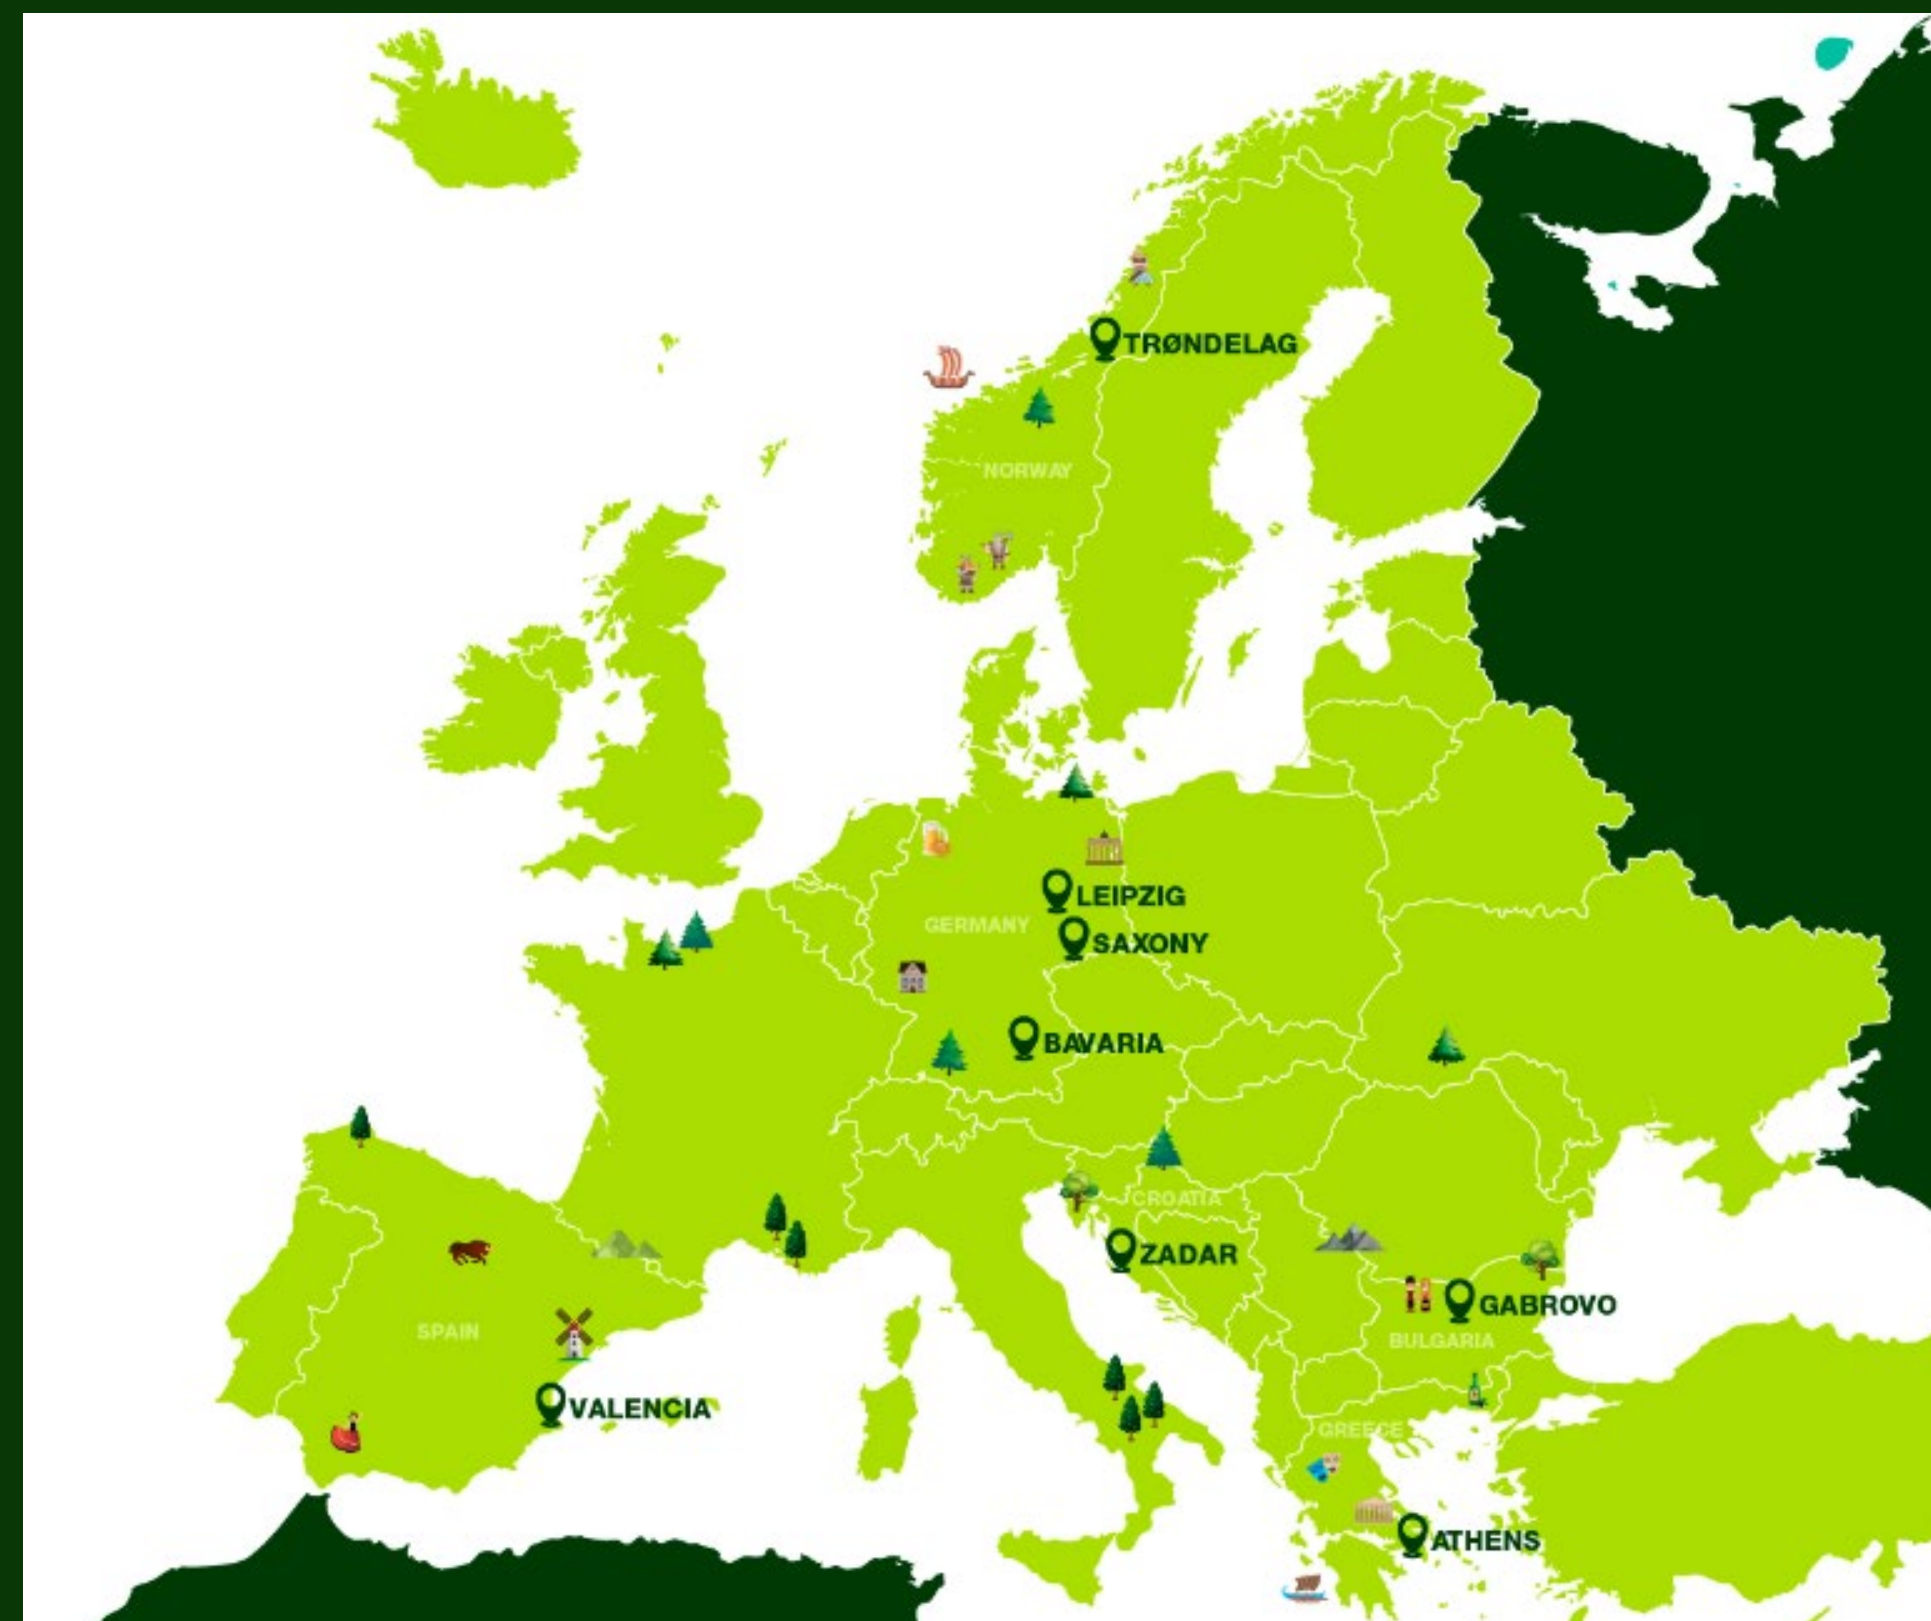 TRØNDELAG
NORWAY
LEIPZIG
GERMANY
SAXONY
BAVARIA
CROATIA
ZADAR
GABROVO
SPAIN
BULGARIA
VALENCIA
GREECE
ATHENS